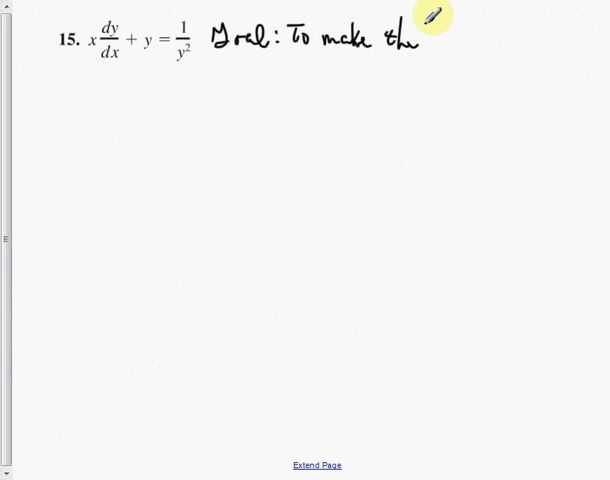 15. x dy/dx + y = 1/y² Goal: To make the
Extend Page